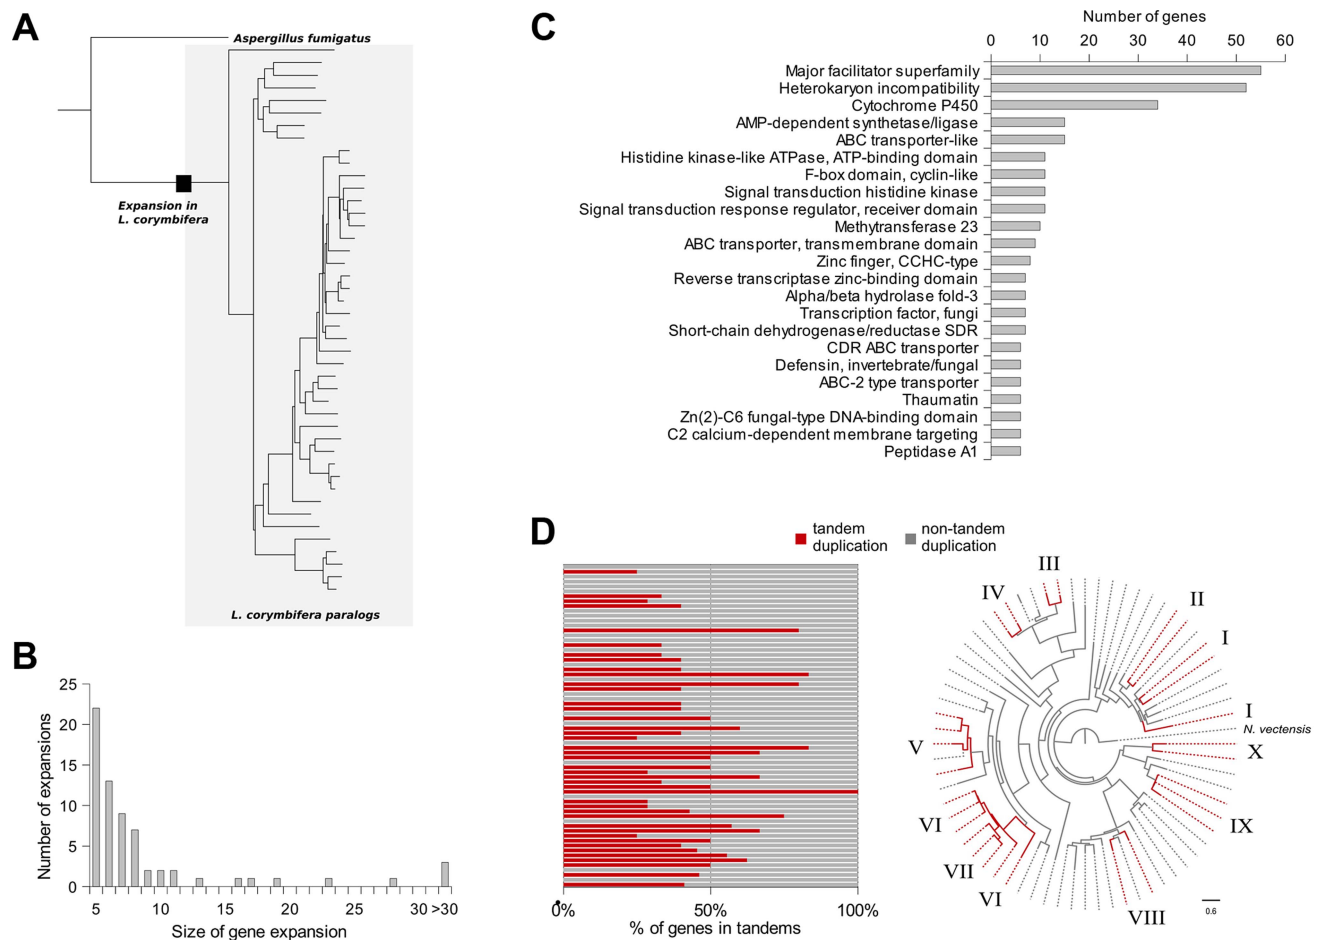 A
Aspergillus fumigatus
Expansion in
L. corymbifera
L. corymbifera paralogs
B
Number of expansions
25
20
15
10
5
0
5
10
15
20
25
30
>30
Size of gene expansion
C
Number of genes
0
10
20
30
40
50
60
Major facilitator superfamily
Heterokaryon incompatibility
Cytochrome P450
AMP-dependent synthetase/ligase
ABC transporter-like
Histidine kinase-like ATPase, ATP-binding domain
F-box domain, cyclin-like
Signal transduction histidine kinase
Signal transduction response regulator, receiver domain
Methytransferase 23
ABC transporter, transmembrane domain
Zinc finger, CCHC-type
Reverse transcriptase zinc-binding domain
Alpha/beta hydrolase fold-3
Transcription factor, fungi
Short-chain dehydrogenase/reductase SDR
CDR ABC transporter
Defensin, invertebrate/fungal
ABC-2 type transporter
Thaumatin
Zn(2)-C6 fungal-type DNA-binding domain
C2 calcium-dependent membrane targeting
Peptidase A1
D
tandem
duplication
non-tandem
duplication
0%
50%
100%
% of genes in tandems
III
IV
II
I
I
N. vectensis
V
X
VI
IX
VII
VI
VIII
0.6